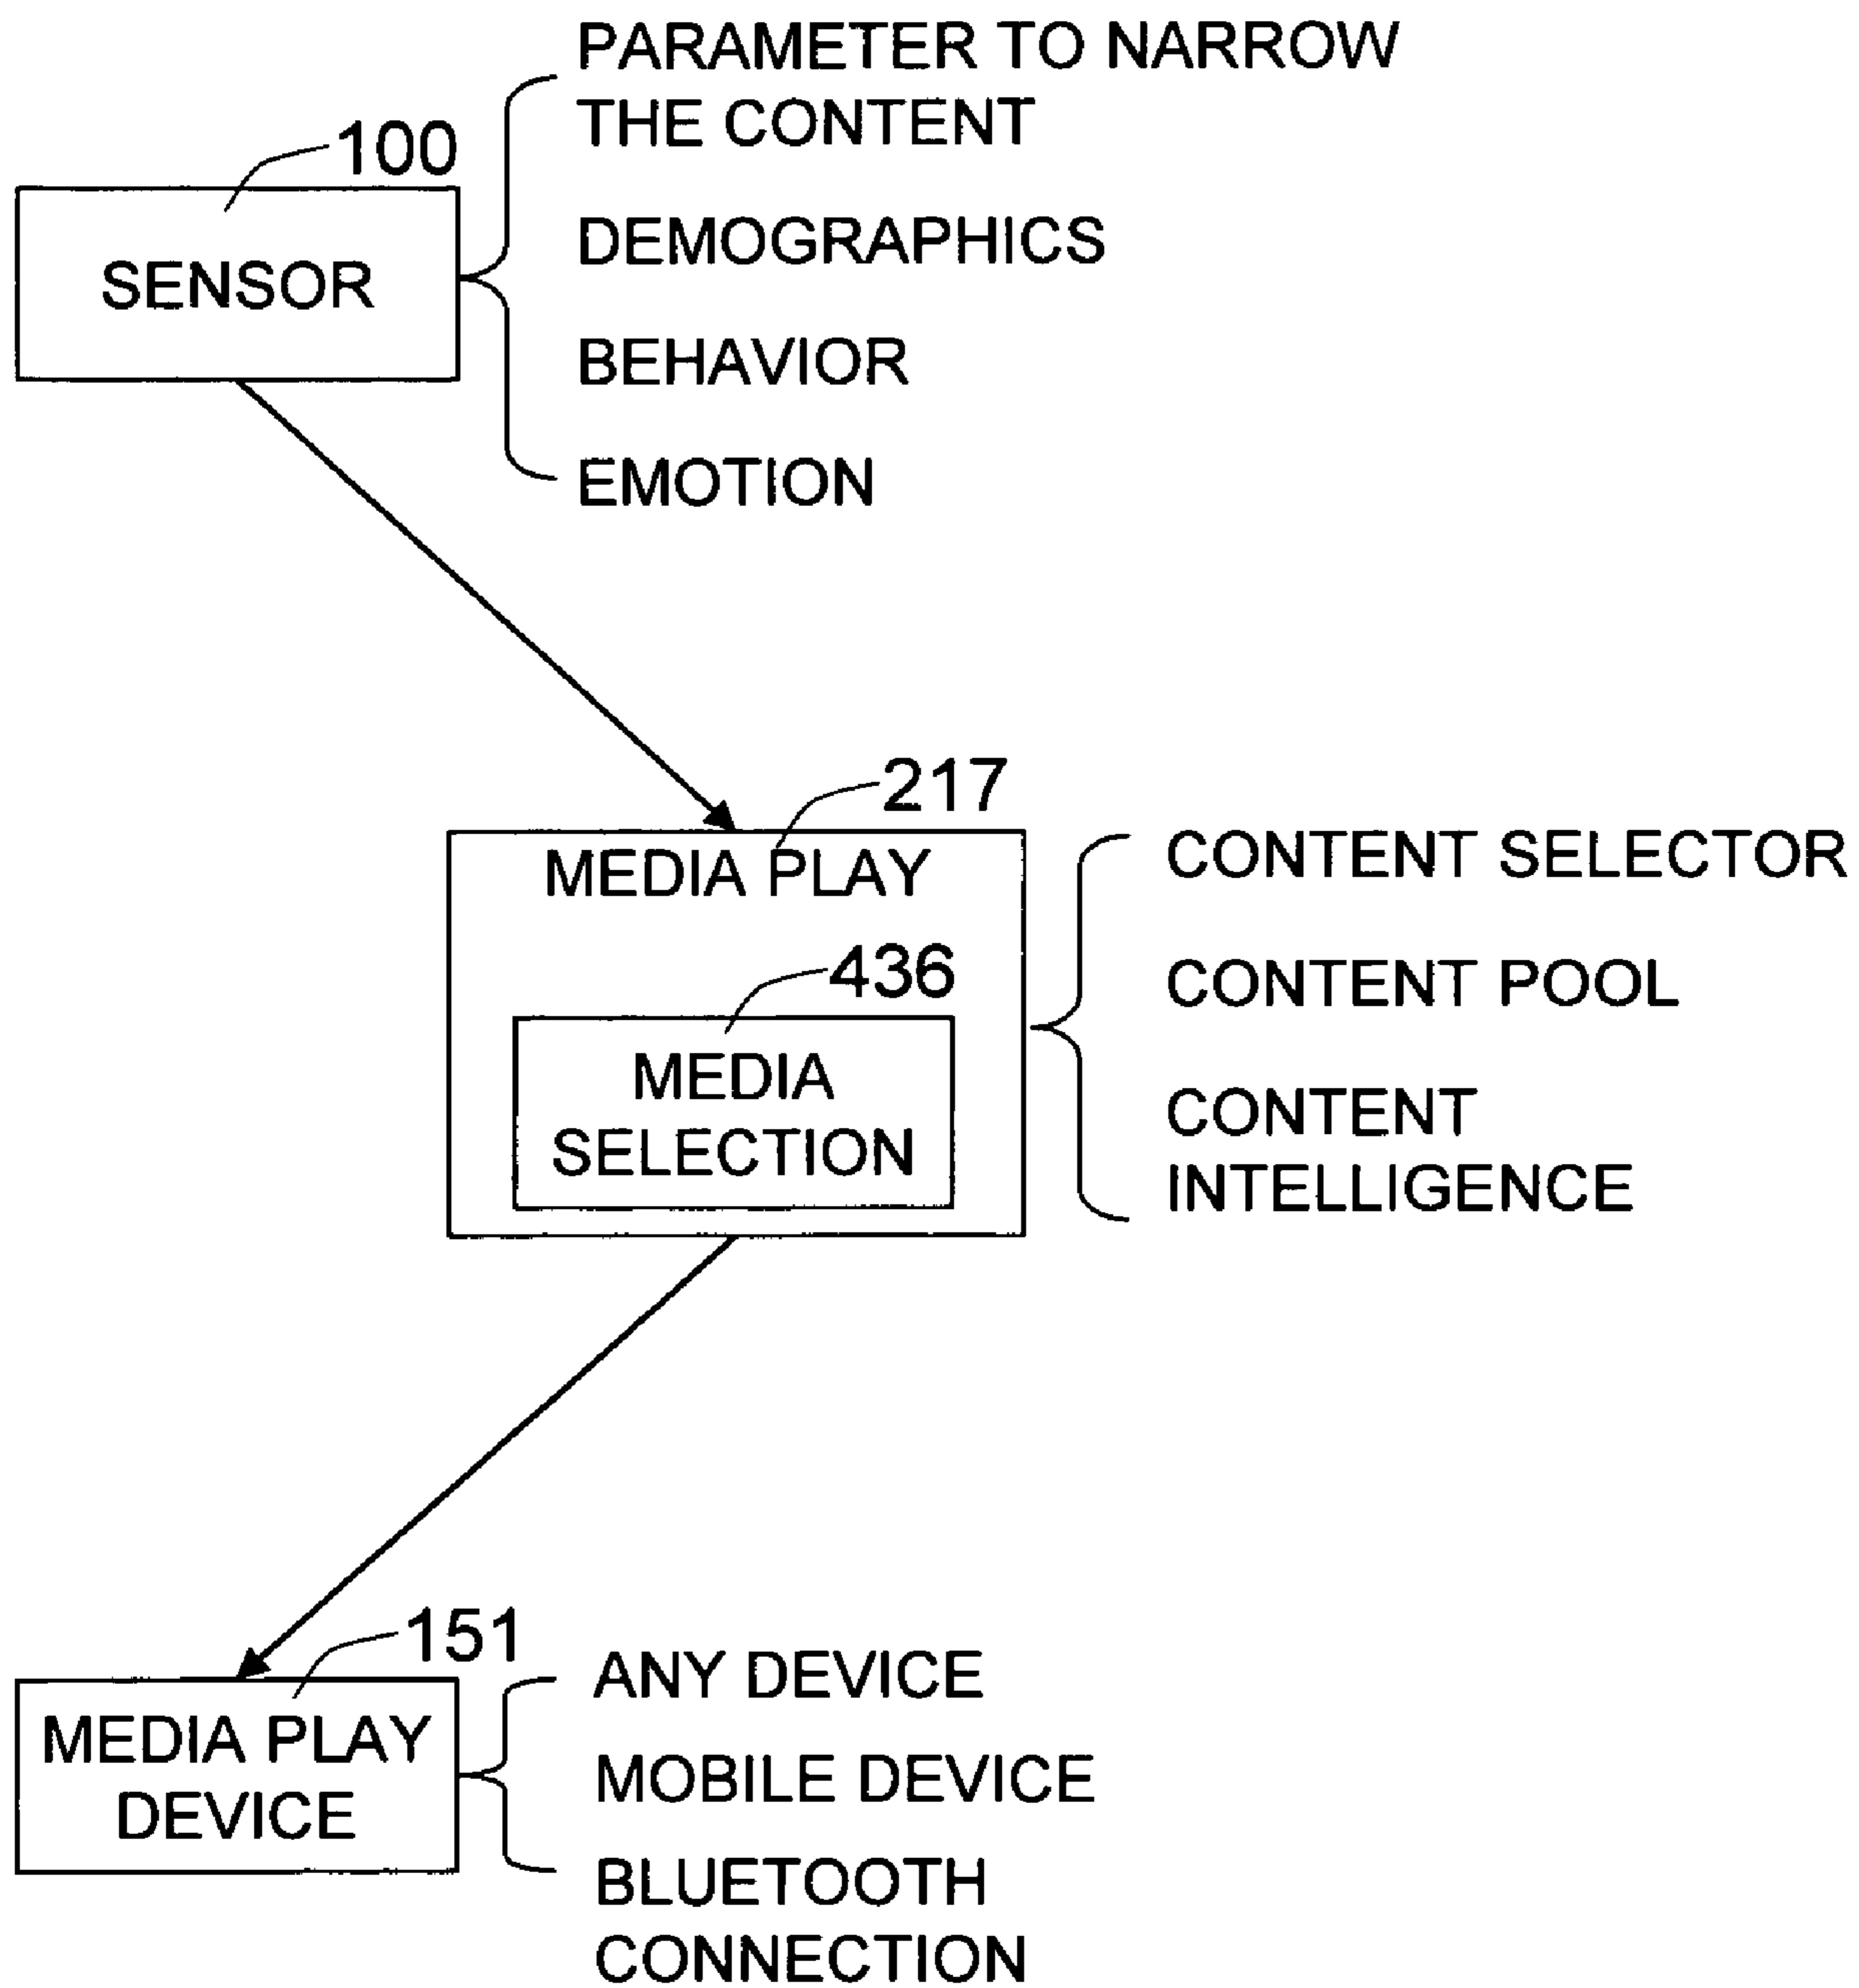 PARAMETER TO NARROW
THE CONTENT
100
SENSOR
DEMOGRAPHICS
BEHAVIOR
EMOTION
217
MEDIA PLAY
436
MEDIA
SELECTION
CONTENT SELECTOR
CONTENT POOL
CONTENT
INTELLIGENCE
151
MEDIA PLAY
DEVICE
ANY DEVICE
MOBILE DEVICE
BLUETOOTH
CONNECTION